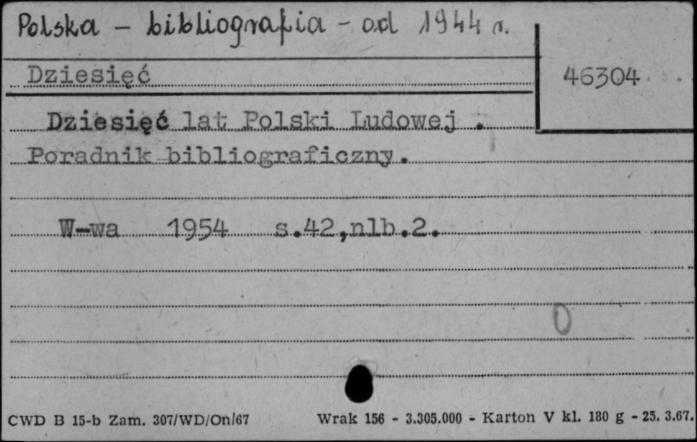 Polska - bibliografia - od 1944 r.
Dziesięć
46304
Dziesięć lat Polski Ludowej .
Poradnik bibliograficzny.
W-wa 1954 s.42,nlb.2.
0
CWD B 15-b Zam. 307/WD/On/67 Wrak 156 - 3.305.000 - Karton V kl. 180 g - 25. 3.67.